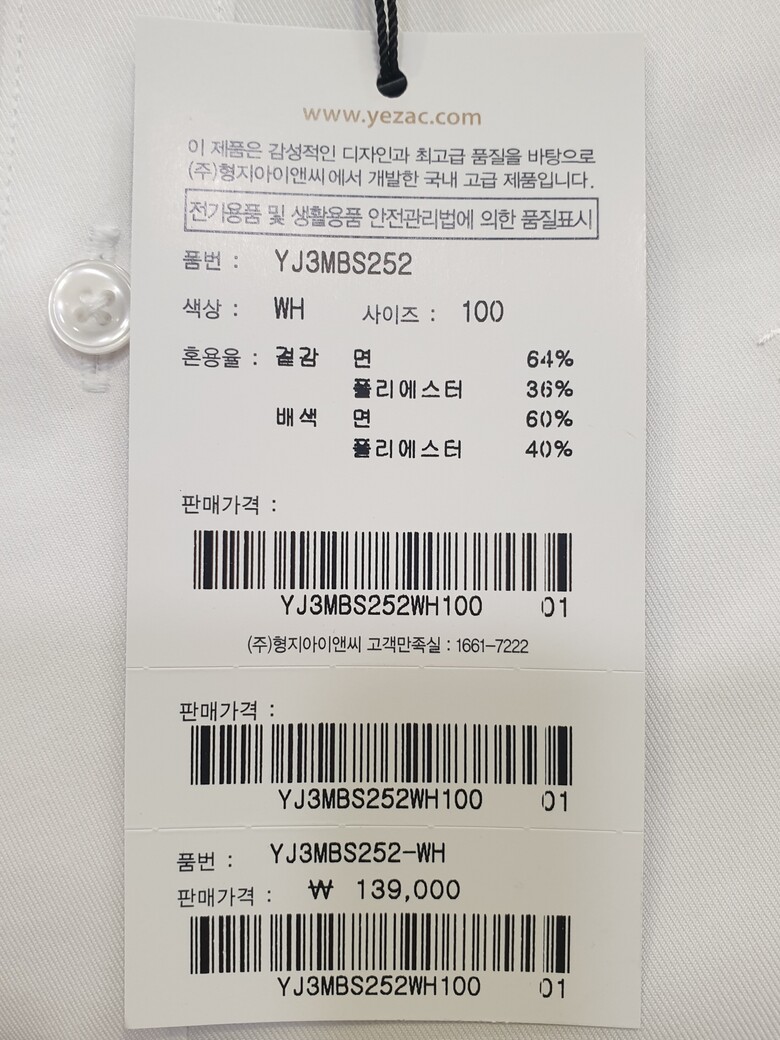 www.yezac.com
이 제품은 감성적인 디자인과 최고급 품질을 바탕으로
(주)형지아이앤씨에서 개발한 국내 고급 제품입니다.
전기용품 및 생활용품 안전관리법에 의한 품질표시
품번 : YJ3MBS252
색상 : WH 사이즈 : 100
혼용율 : 겉감 면 64%
폴리에스터 36%
배색 면 60%
폴리에스터 40%
판매가격 :
YJ3MBS252WH100 01
(주)형지아이앤씨 고객만족실 : 1661-7222
판매가격 :
YJ3MBS252WH100 01
품번 : YJ3MBS252-WH
판매가격 : ₩ 139,000
YJ3MBS252WH100 01